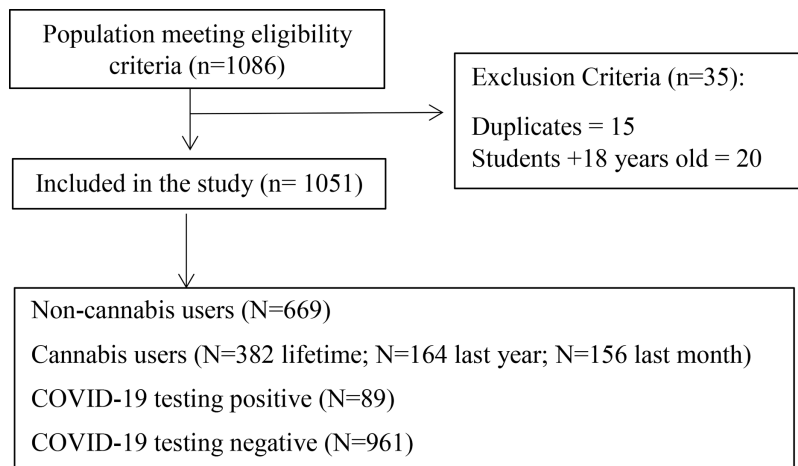 Population meeting eligibility
criteria (n=1086)
Exclusion Criteria (n=35):
Duplicates = 15
Students +18 years old = 20
Included in the study (n= 1051)
Non-cannabis users (N=669)
Cannabis users (N=382 lifetime; N=164 last year; N=156 last month)
COVID-19 testing positive (N=89)
COVID-19 testing negative (N=961)